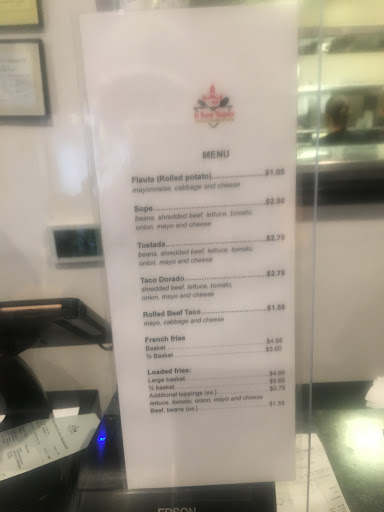 MENU
Flauta (Rolled potato)..........................$1.05
mayonnaise, cabbage and cheese
Sope..........................$2.50
beans, shredded beef, lettuce, tomato,
onion, mayo and cheese
Tostada..........................$2.75
beans, shredded beef, lettuce, tomato,
onion, mayo and cheese
Taco Dorado..........................$2.75
shredded beef, lettuce, tomato,
onion, mayo and cheese
Rolled Beef Taco..........................$1.55
mayo, cabbage and cheese
French fries
Basket..........................$4.95
½ Basket..........................$3.50
Loaded fries:
Large basket..........................$4.95
½ basket..........................
Additional toppings (ea.)..........................$0.75
lettuce, tomato, onion, mayo and cheese
Beef, beans (ea.)..........................$1.55
EPSON